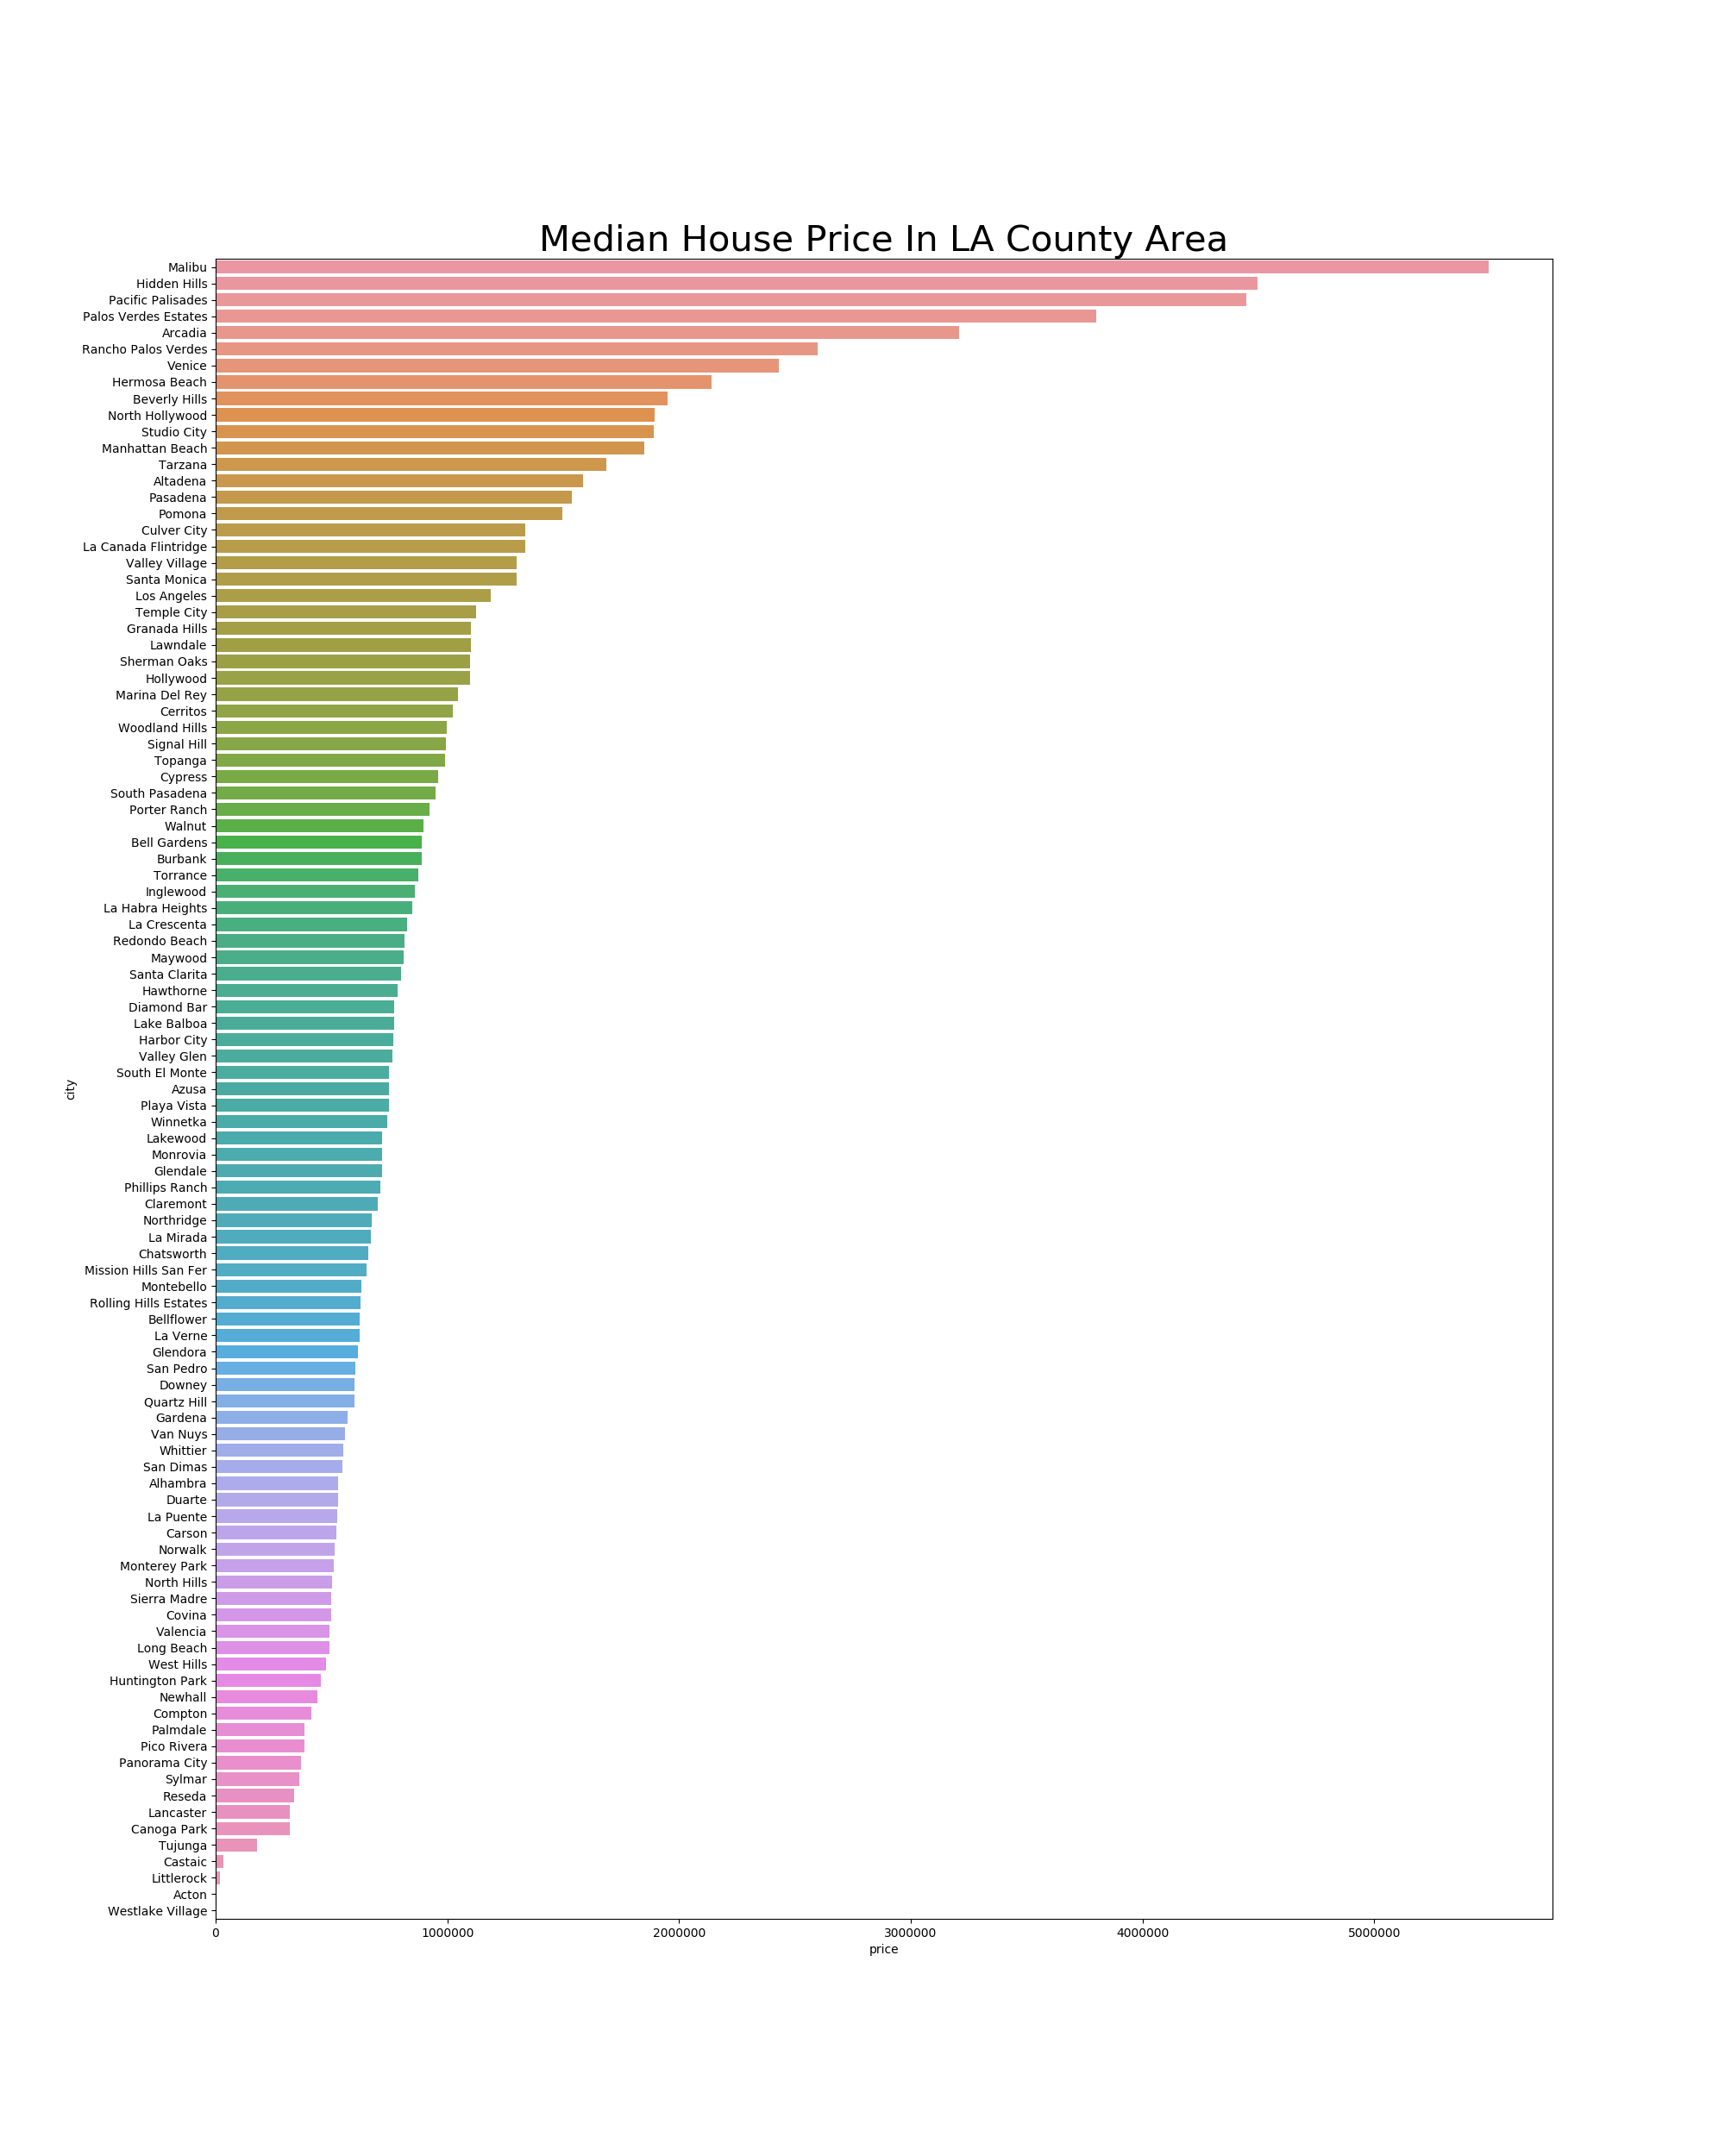 Median House Price In LA County Area
Malibu
Hidden Hills
Pacific Palisades
Palos Verdes Estates
Arcadia
Rancho Palos Verdes
Venice
Hermosa Beach
Beverly Hills
North Hollywood
Studio City
Manhattan Beach
Tarzana
Altadena
Pasadena
Pomona
Culver City
La Canada Flintridge
Valley Village
Santa Monica
Los Angeles
Temple City
Granada Hills
Lawndale
Sherman Oaks
Hollywood
Marina Del Rey
Cerritos
Woodland Hills
Signal Hill
Topanga
Cypress
South Pasadena
Porter Ranch
Walnut
Bell Gardens
Burbank
Torrance
Inglewood
La Habra Heights
La Crescenta
Redondo Beach
Maywood
Santa Clarita
Hawthorne
Diamond Bar
Lake Balboa
Harbor City
Valley Glen
South El Monte
Azusa
Playa Vista
Winnetka
Lakewood
Monrovia
Glendale
Phillips Ranch
Claremont
Northridge
La Mirada
Chatsworth
Mission Hills San Fer
Montebello
Rolling Hills Estates
Bellflower
La Verne
Glendora
San Pedro
Downey
Quartz Hill
Gardena
Van Nuys
Whittier
San Dimas
Alhambra
Duarte
La Puente
Carson
Norwalk
Monterey Park
North Hills
Sierra Madre
Covina
Valencia
Long Beach
West Hills
Huntington Park
Newhall
Compton
Palmdale
Pico Rivera
Panorama City
Sylmar
Reseda
Lancaster
Canoga Park
Tujunga
Castaic
Littlerock
Acton
Westlake Village
city
0 1000000 2000000 3000000 4000000 5000000
price